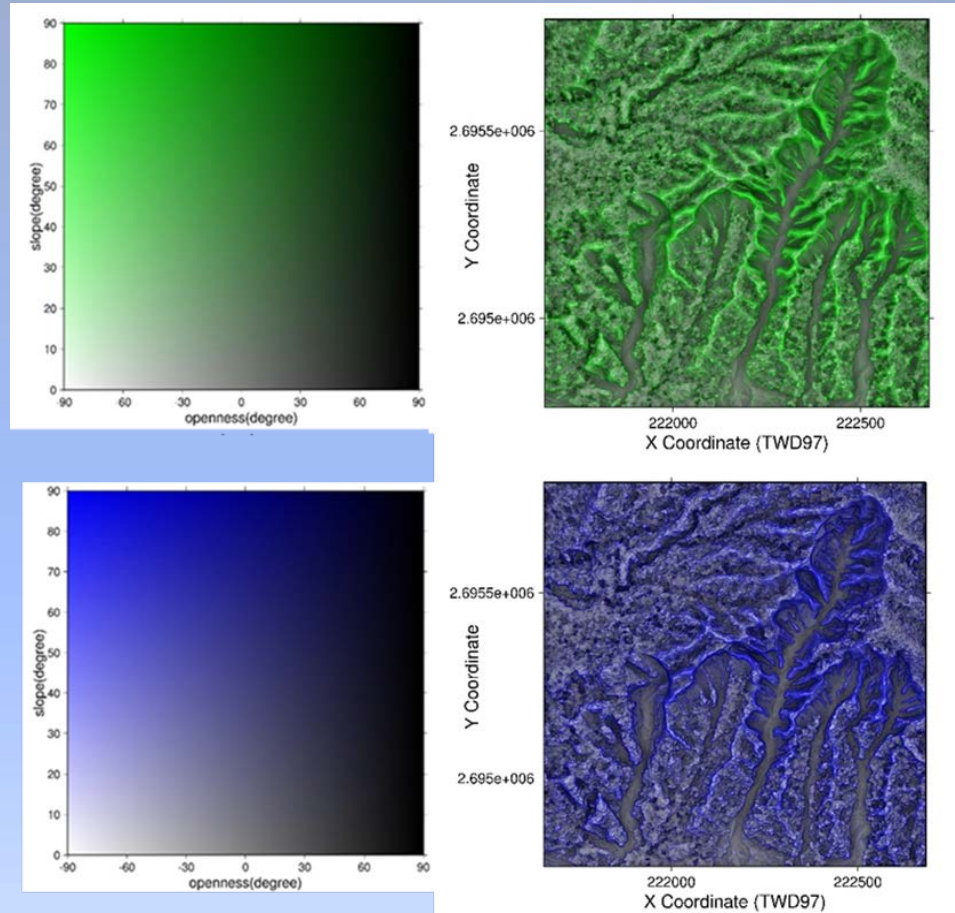 90
80
70
60
50
40
30
20
10
0
slope(degree)
-90 -60 -30 0 30 60 90
openness(degree)
2.6955e+006
Y Coordinate
2.695e+006
222000 222500
X Coordinate (TWD97)
90
80
70
60
50
40
30
20
10
0
slope(degree)
-90 -60 -30 0 30 60 90
openness(degree)
2.6955e+006
Y Coordinate
2.695e+006
222000 222500
X Coordinate (TWD97)